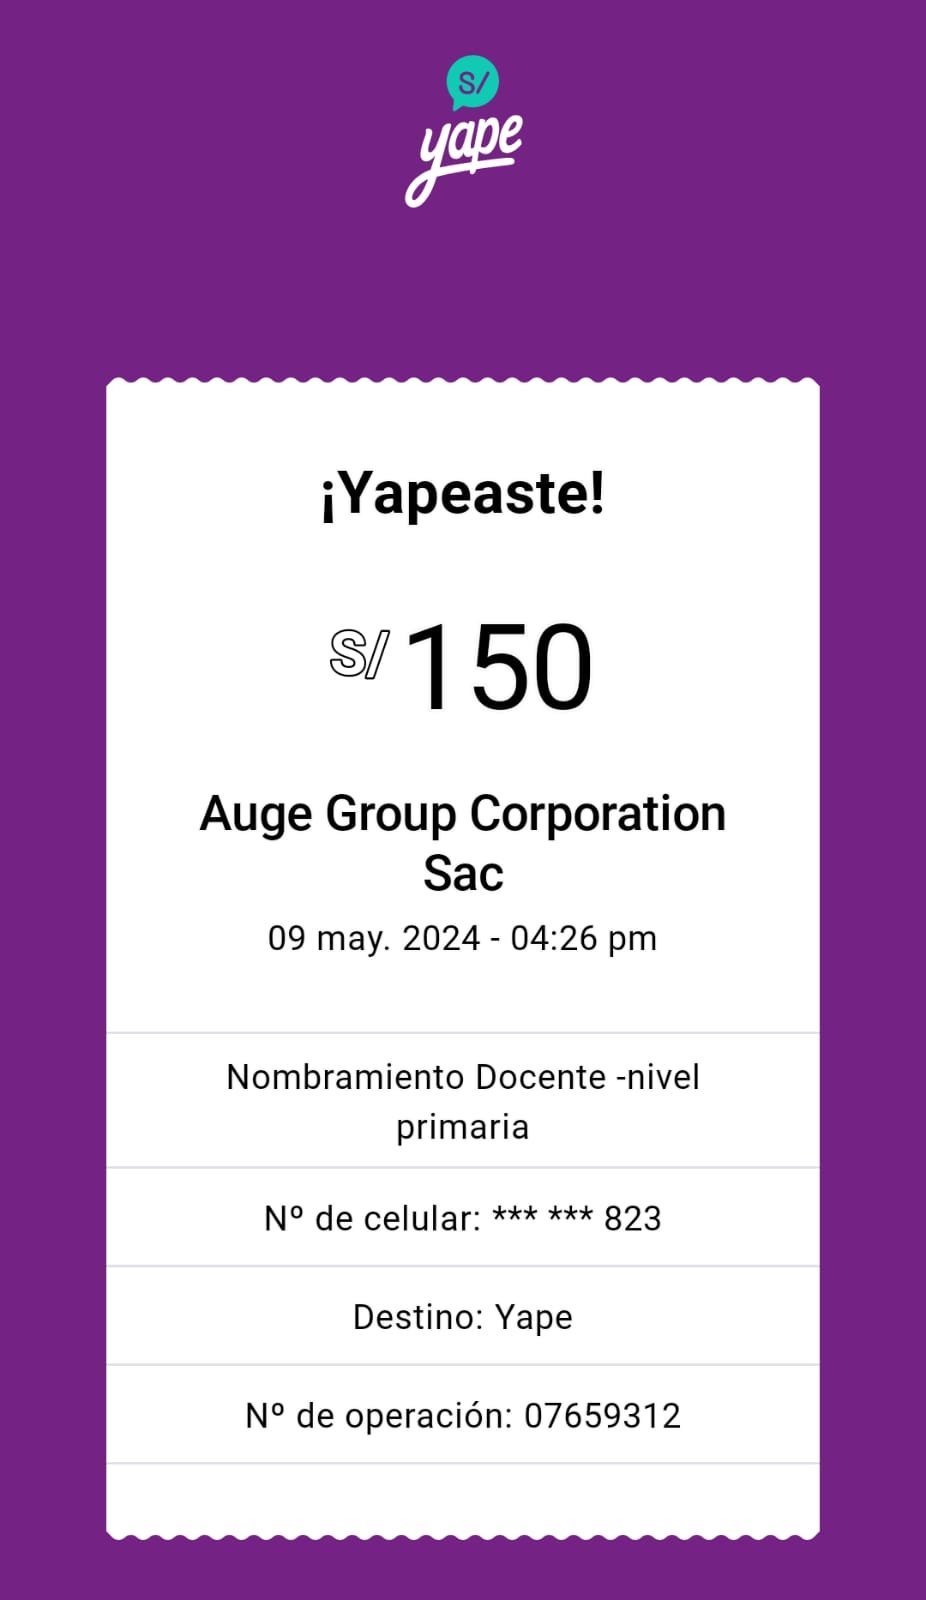 S/
yape
¡Yapeaste!
S/ 150
Auge Group Corporation
Sac
09 may. 2024 - 04:26 pm
Nombramiento Docente -nivel
primaria
Nº de celular: *** *** 823
Destino: Yape
Nº de operación: 07659312